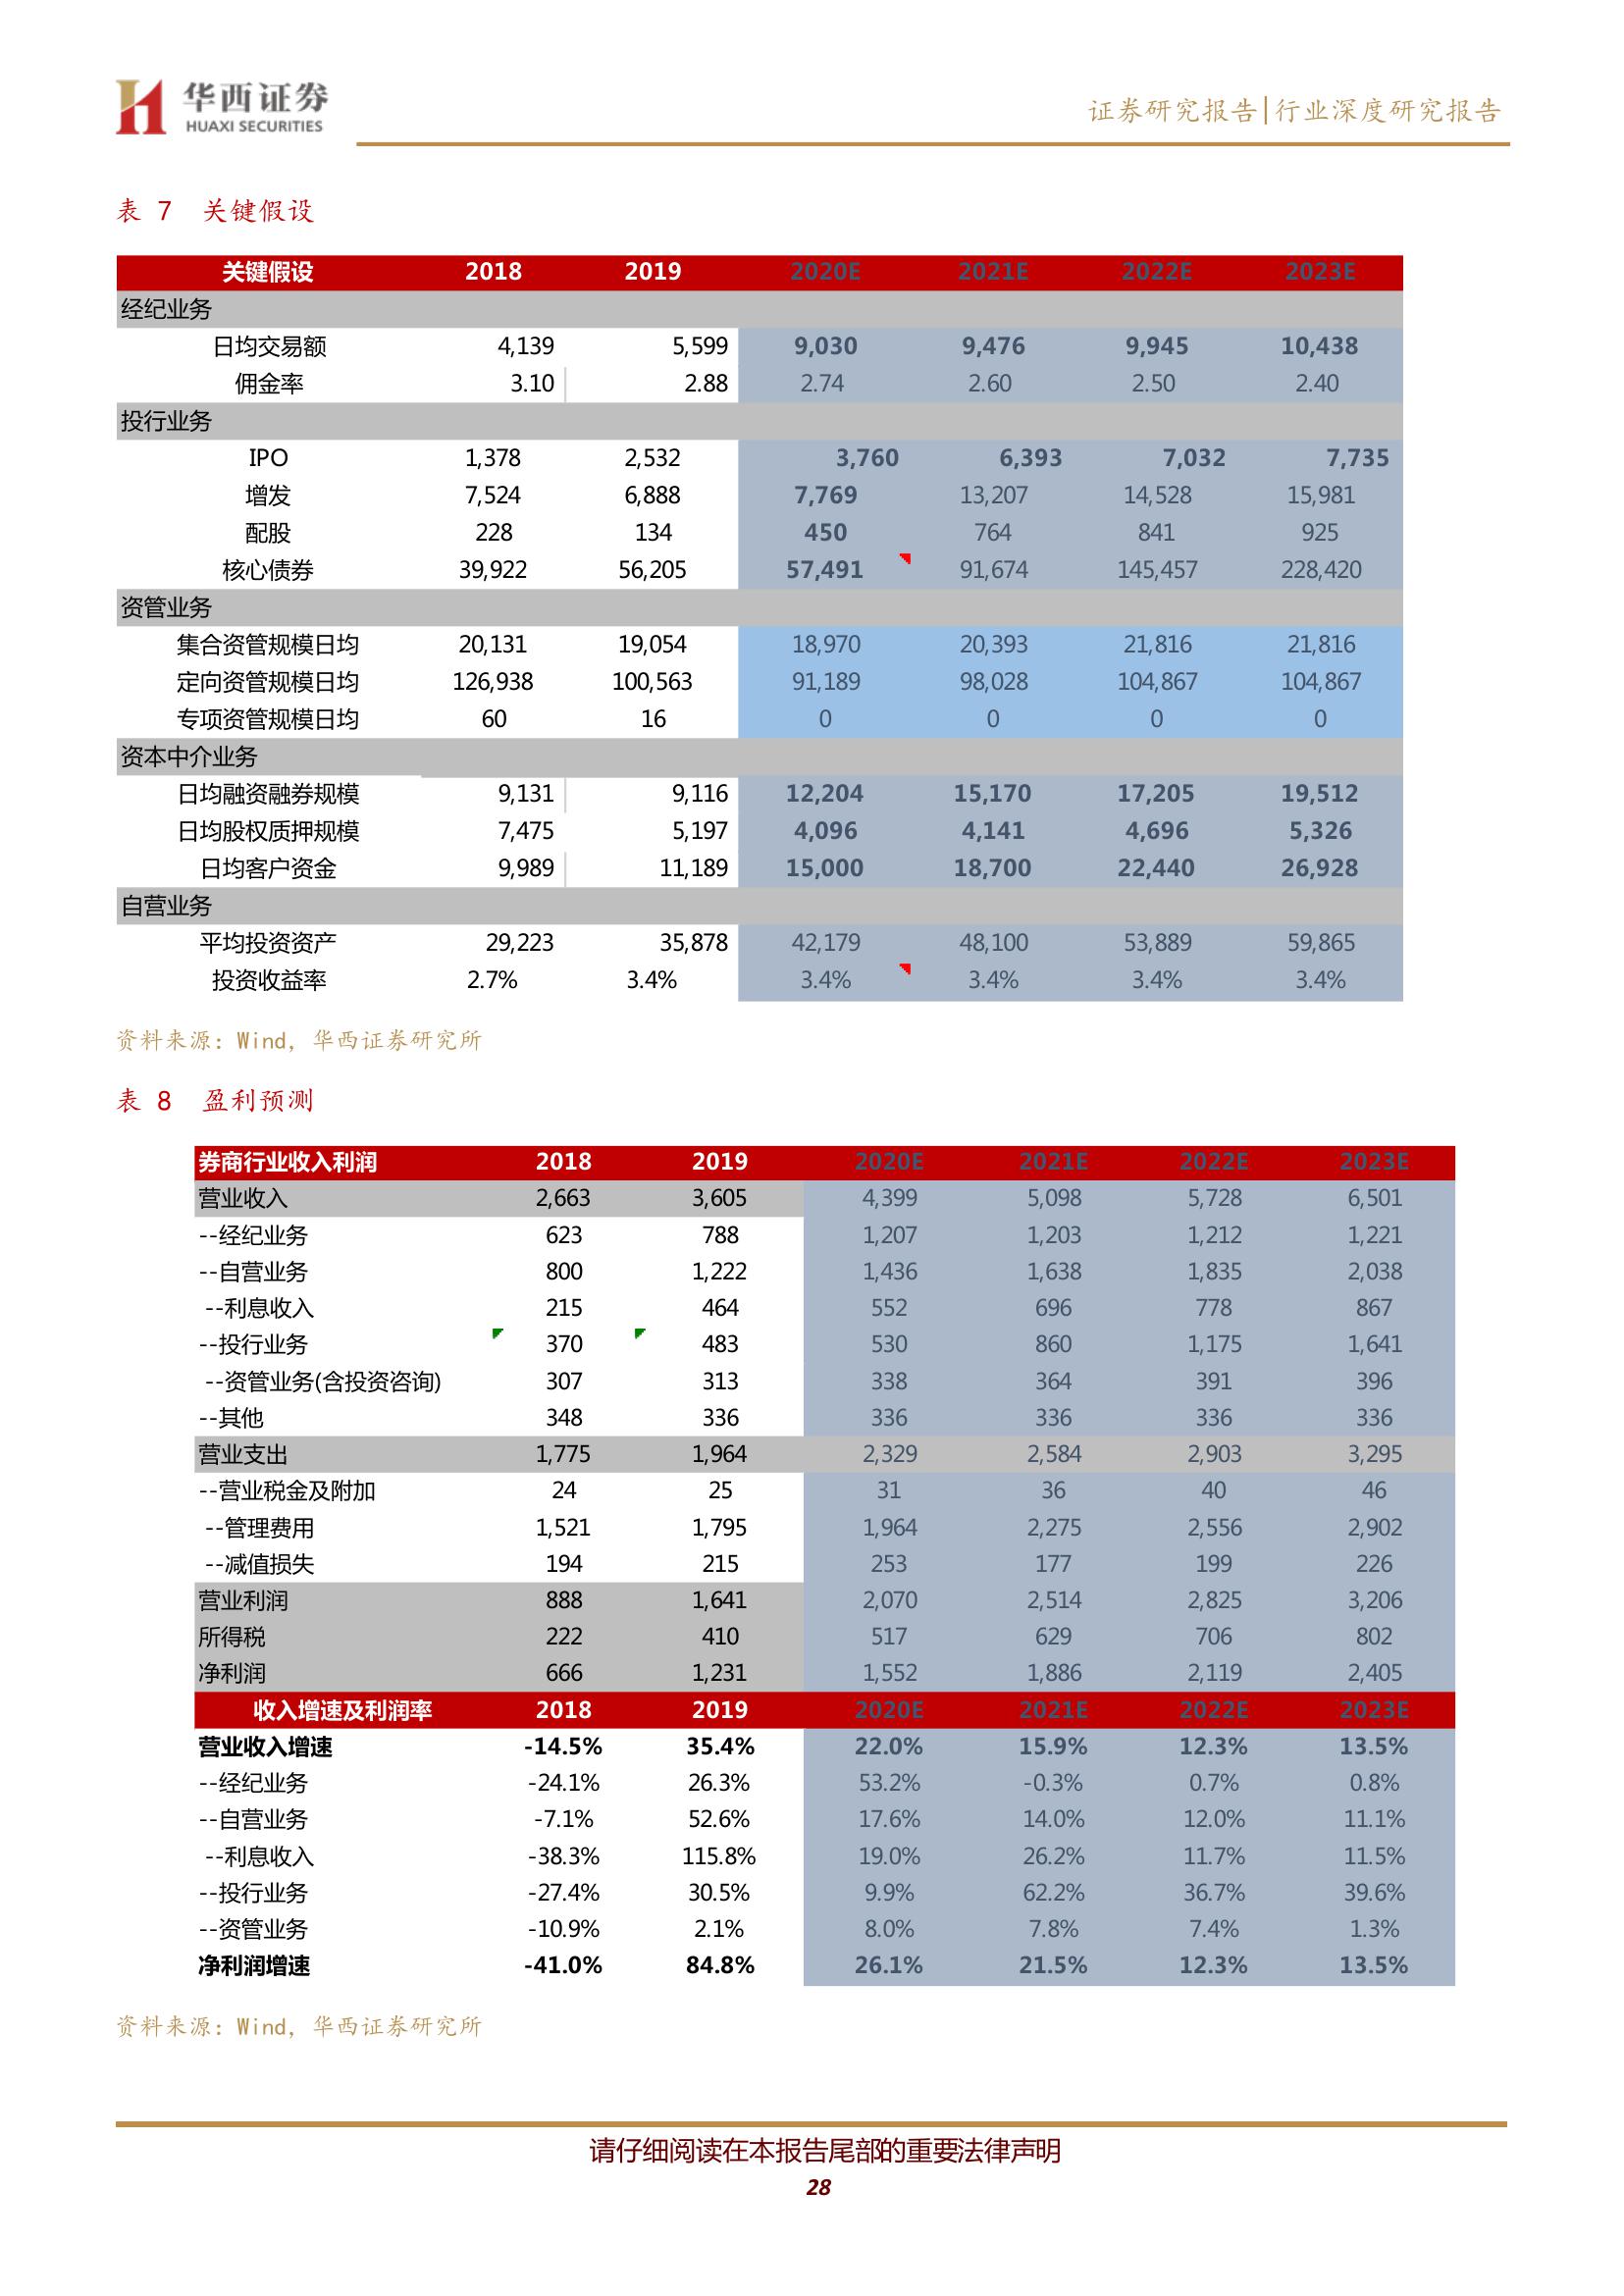 华西证券
HUAXI SECURITIES
证券研究报告|行业深度研究报告
表 7 关键假设
关键假设 2018 2019 2020E 2021E 2022E 2023E
经纪业务
日均交易额 4,139 5,599 9,030 9,476 9,945 10,438
佣金率 3.10 2.88 2.74 2.60 2.50 2.40
投行业务
IPO 1,378 2,532 3,760 6,393 7,032 7,735
增发 7,524 6,888 7,769 13,207 14,528 15,981
配股 228 134 450 764 841 925
核心债券 39,922 56,205 57,491 91,674 145,457 228,420
资管业务
集合资管规模日均 20,131 19,054 18,970 20,393 21,816 21,816
定向资管规模日均 126,938 100,563 91,189 98,028 104,867 104,867
专项资管规模日均 60 16 0 0 0 0
资本中介业务
日均融资融券规模 9,131 9,116 12,204 15,170 17,205 19,512
日均股权质押规模 7,475 5,197 4,096 4,141 4,696 5,326
日均客户资金 9,989 11,189 15,000 18,700 22,440 26,928
自营业务
平均投资资产 29,223 35,878 42,179 48,100 53,889 59,865
投资收益率 2.7% 3.4% 3.4% 3.4% 3.4% 3.4%
资料来源：Wind，华西证券研究所
表 8 盈利预测
券商行业收入利润 2018 2019 2020E 2021E 2022E 2023E
营业收入 2,663 3,605 4,399 5,098 5,728 6,501
--经纪业务 623 788 1,207 1,203 1,212 1,221
--自营业务 800 1,222 1,436 1,638 1,835 2,038
--利息收入 215 464 552 696 778 867
--投行业务 370 483 530 860 1,175 1,641
--资管业务(含投资咨询) 307 313 338 364 391 396
--其他 348 336 336 336 336 336
营业支出 1,775 1,964 2,329 2,584 2,903 3,295
--营业税金及附加 24 25 31 36 40 46
--管理费用 1,521 1,795 1,964 2,275 2,556 2,902
--减值损失 194 215 253 177 199 226
营业利润 888 1,641 2,070 2,514 2,825 3,206
所得税 222 410 517 629 706 802
净利润 666 1,231 1,552 1,886 2,119 2,405
收入增速及利润率 2018 2019 2020E 2021E 2022E 2023E
营业收入增速 -14.5% 35.4% 22.0% 15.9% 12.3% 13.5%
--经纪业务 -24.1% 26.3% 53.2% -0.3% 0.7% 0.8%
--自营业务 -7.1% 52.6% 17.6% 14.0% 12.0% 11.1%
--利息收入 -38.3% 115.8% 19.0% 26.2% 11.7% 11.5%
--投行业务 -27.4% 30.5% 9.9% 62.2% 36.7% 39.6%
--资管业务 -10.9% 2.1% 8.0% 7.8% 7.4% 1.3%
净利润增速 -41.0% 84.8% 26.1% 21.5% 12.3% 13.5%
资料来源：Wind，华西证券研究所
请仔细阅读在本报告尾部的重要法律声明
28